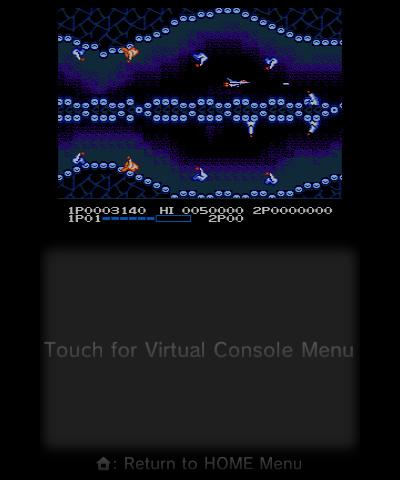 1P0003140 HI 0050000 2P0000000
1P01 2P00
Touch for Virtual Console Menu
: Return to HOME Menu